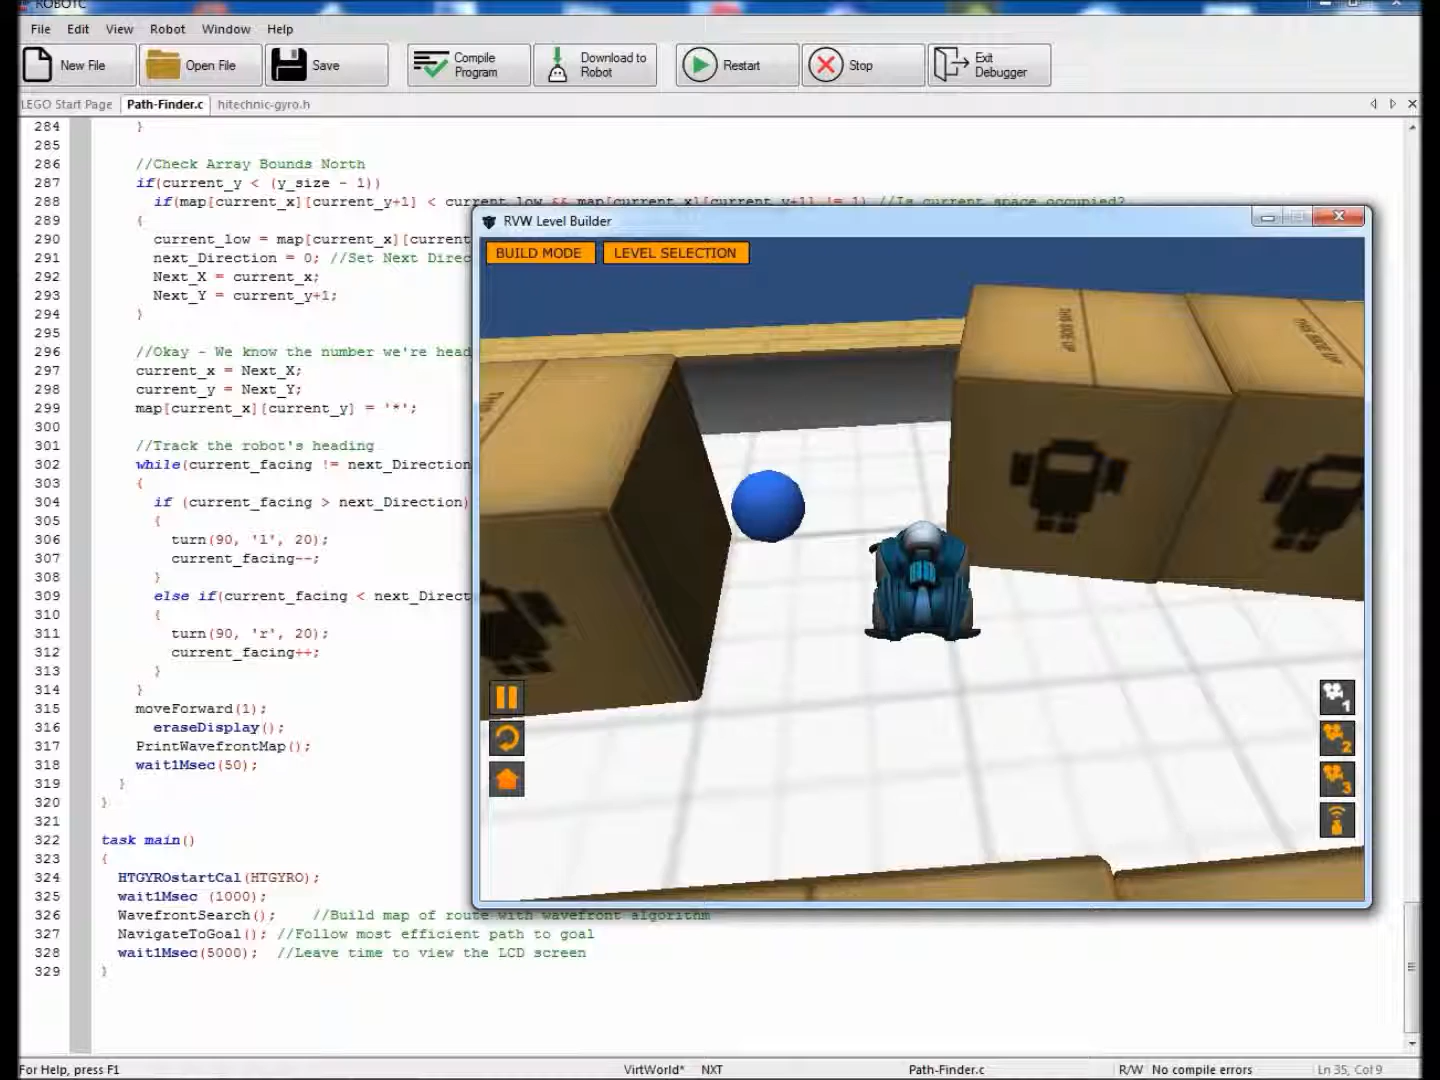 ROBOTC
File Edit View Robot Window Help
New File Open File Save Compile Program Download to Robot Restart Stop Exit Debugger
LEGO Start Page Path-Finder.c hitechnic-gyro.h
284 }
285
286 //Check Array Bounds North
287 if(current_y < (y_size - 1))
288 if(map[current_x][current_y+1] < current_low && map[current_x][current_y+1] != 1) //Is current space occupied?
289 {
290 current_low = map[current_x][current
291 next_Direction = 0; //Set Next Direc
292 Next_X = current_x;
293 Next_Y = current_y+1;
294 }
295
296 //Okay - We know the number we're head
297 current_x = Next_X;
298 current_y = Next_Y;
299 map[current_x][current_y] = '*';
300
301 //Track the robot's heading
302 while(current_facing != next_Direction
303 {
304 if (current_facing > next_Direction)
305 {
306 turn(90, 'l', 20);
307 current_facing--;
308 }
309 else if(current_facing < next_Direct
310 {
311 turn(90, 'r', 20);
312 current_facing++;
313 }
314 }
315 moveForward(1);
316 eraseDisplay();
317 PrintWavefrontMap();
318 wait1Msec(50);
319 }
320 }
321
322 task main()
323 {
324 HTGYROstartCal(HTGYRO);
325 wait1Msec (1000);
326 WavefrontSearch(); //Build map of route with wavefront algorithm
327 NavigateToGoal(); //Follow most efficient path to goal
328 wait1Msec(5000); //Leave time to view the LCD screen
329 }
RVW Level Builder
BUILD MODE LEVEL SELECTION
THIS SIDE UP
THIS SIDE UP
1
2
3
For Help, press F1 VirtWorld* NXT Path-Finder.c R/W No compile errors Ln 35, Col 9